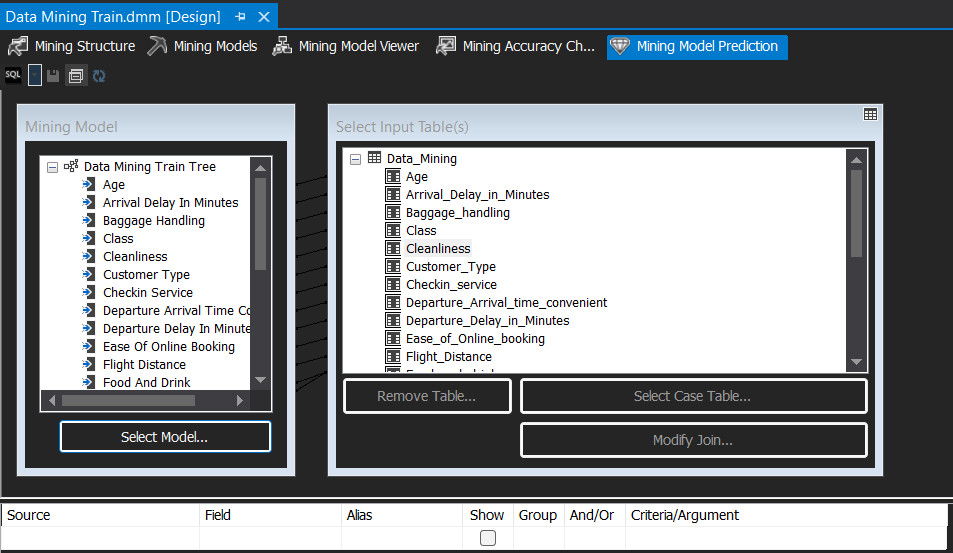 Data Mining Train.dmm [Design]
Mining Structure Mining Models Mining Model Viewer Mining Accuracy Ch... Mining Model Prediction
SQL
Mining Model
Data Mining Train Tree
Age
Arrival Delay In Minutes
Baggage Handling
Class
Cleanliness
Customer Type
Checkin Service
Departure Arrival Time Co
Departure Delay In Minute
Ease Of Online Booking
Flight Distance
Food And Drink
Select Model...
Select Input Table(s)
Data_Mining
Age
Arrival_Delay_in_Minutes
Baggage_handling
Class
Cleanliness
Customer_Type
Checkin_service
Departure_Arrival_time_convenient
Departure_Delay_in_Minutes
Ease_of_Online_booking
Flight_Distance
Remove Table... Select Case Table...
Modify Join...
Source Field Alias Show Group And/Or Criteria/Argument